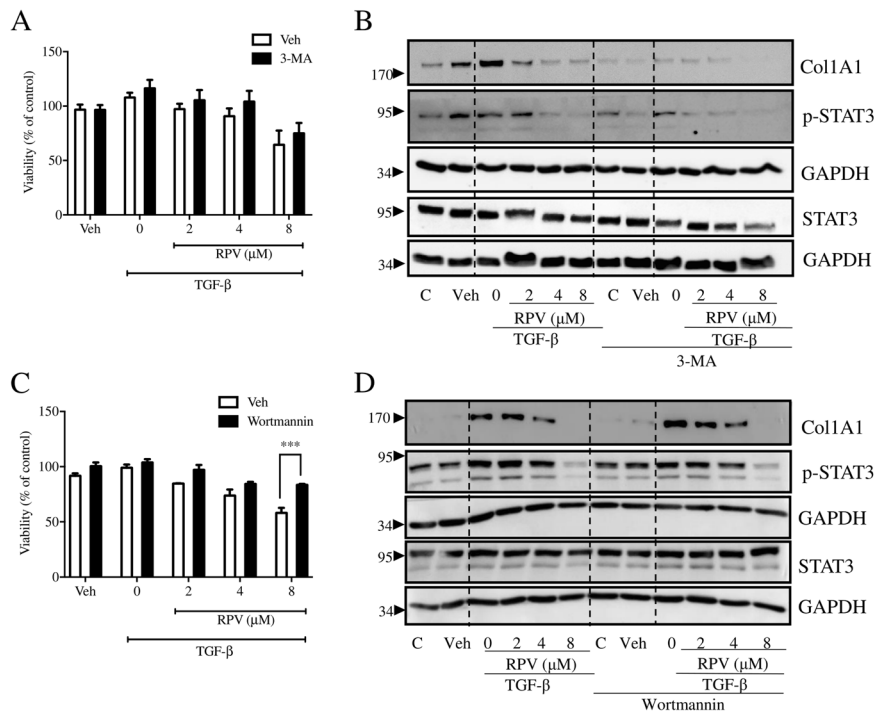 A
Veh
3-MA
Viability (% of control)
150
100
50
0
Veh 0 2 4 8
RPV (μM)
TGF-β
B
170
Col1A1
95
p-STAT3
34
GAPDH
95
STAT3
34
GAPDH
C Veh 0 2 4 8 C Veh 0 2 4 8
RPV (μM) RPV (μM)
TGF-β TGF-β
3-MA
C
Veh
Wortmannin
***
Viability (% of control)
150
100
50
0
Veh 0 2 4 8
RPV (μM)
TGF-β
D
170
Col1A1
95
p-STAT3
34
GAPDH
95
STAT3
34
GAPDH
C Veh 0 2 4 8 C Veh 0 2 4 8
RPV (μM) RPV (μM)
TGF-β TGF-β
Wortmannin